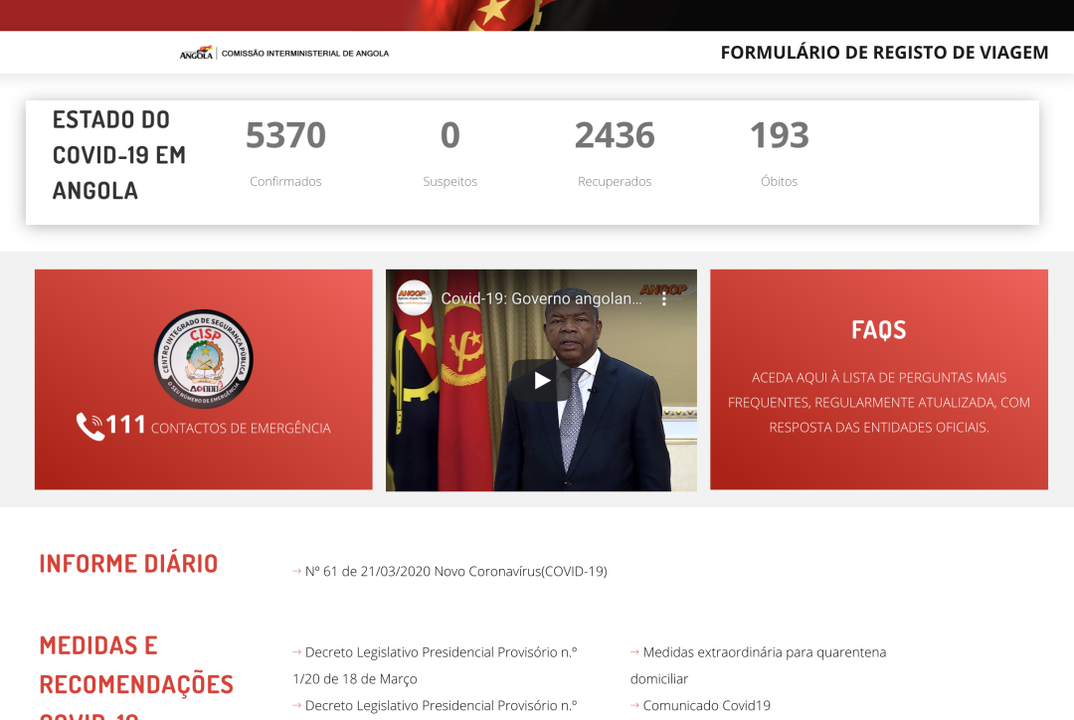 ANGOLA
COMISSÃO INTERMINISTERIAL DE ANGOLA
FORMULÁRIO DE REGISTO DE VIAGEM
ESTADO DO
COVID-19 EM
ANGOLA
5370
Confirmados
0
Suspeitos
2436
Recuperados
193
Óbitos
CENTRO INTEGRADO DE SEGURANÇA PÚBLICA
CISP
O SEU NÚMERO DE EMERGÊNCIA
111 CONTACTOS DE EMERGÊNCIA
ANGOP
Covid-19: Governo angolan...
ANGOP
FAQS
ACEDA AQUI À LISTA DE PERGUNTAS MAIS
FREQUENTES, REGULARMENTE ATUALIZADA, COM
RESPOSTA DAS ENTIDADES OFICIAIS.
INFORME DIÁRIO
→ Nº 61 de 21/03/2020 Novo Coronavírus(COVID-19)
MEDIDAS E
RECOMENDAÇÕES
COVID-19
→ Decreto Legislativo Presidencial Provisório n.º
1/20 de 18 de Março
→ Decreto Legislativo Presidencial Provisório n.º
→ Medidas extraordinária para quarentena
domiciliar
→ Comunicado Covid19